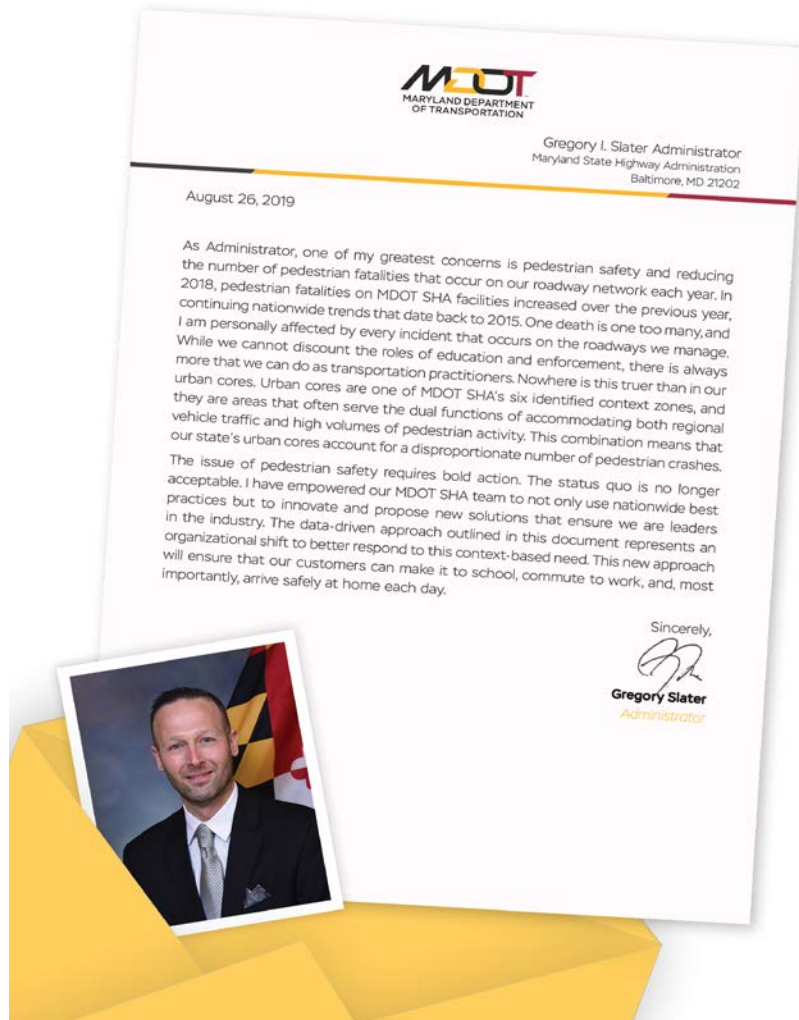 MDOT
MARYLAND DEPARTMENT
OF TRANSPORTATION
Gregory I. Slater Administrator
Maryland State Highway Administration
Baltimore, MD 21202
August 26, 2019
As Administrator, one of my greatest concerns is pedestrian safety and reducing
the number of pedestrian fatalities that occur on our roadway network each year. In
2018, pedestrian fatalities on MDOT SHA facilities increased over the previous year,
continuing nationwide trends that date back to 2015. One death is one too many, and
I am personally affected by every incident that occurs on the roadways we manage.
While we cannot discount the roles of education and enforcement, there is always
more that we can do as transportation practitioners. Nowhere is this truer than in our
urban cores. Urban cores are one of MDOT SHA's six identified context zones, and
they are areas that often serve the dual functions of accommodating both regional
vehicle traffic and high volumes of pedestrian activity. This combination means that
our state's urban cores account for a disproportionate number of pedestrian crashes.
The issue of pedestrian safety requires bold action. The status quo is no longer
acceptable. I have empowered our MDOT SHA team to not only use nationwide best
practices but to innovate and propose new solutions that ensure we are leaders
in the industry. The data-driven approach outlined in this document represents an
organizational shift to better respond to this context-based need. This new approach
will ensure that our customers can make it to school, commute to work, and, most
importantly, arrive safely at home each day.
Sincerely,
Gregory Slater
Administrator